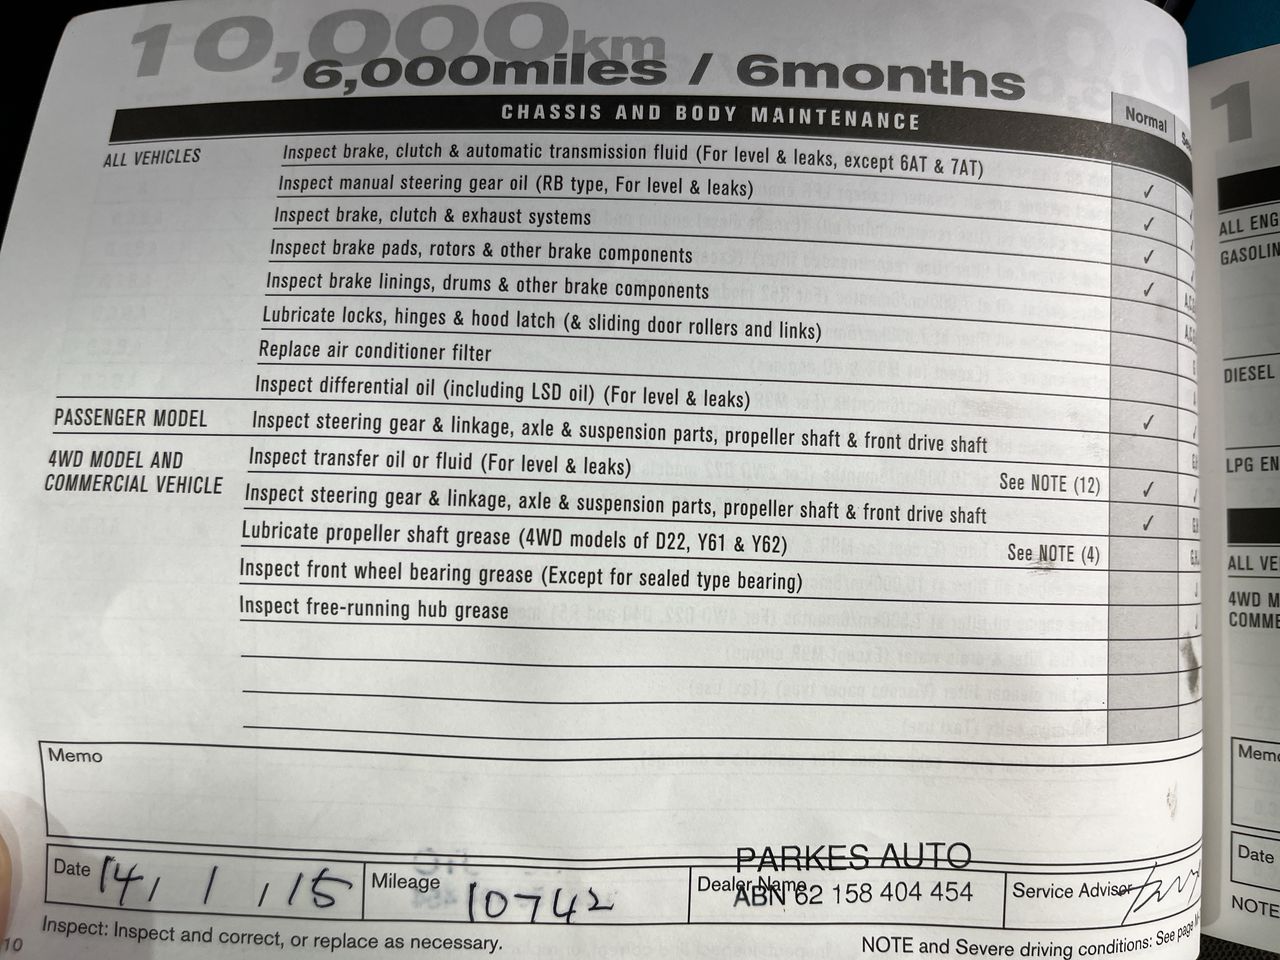 10,000km
6,000miles / 6months
CHASSIS AND BODY MAINTENANCE
Normal
ALL VEHICLES
Inspect brake, clutch & automatic transmission fluid (For level & leaks, except 6AT & 7AT)
Inspect manual steering gear oil (RB type, For level & leaks) ✓
Inspect brake, clutch & exhaust systems ✓
Inspect brake pads, rotors & other brake components ✓
Inspect brake linings, drums & other brake components ✓
Lubricate locks, hinges & hood latch (& sliding door rollers and links)
Replace air conditioner filter
Inspect differential oil (including LSD oil) (For level & leaks) ✓
PASSENGER MODEL
Inspect steering gear & linkage, axle & suspension parts, propeller shaft & front drive shaft
4WD MODEL AND
COMMERCIAL VEHICLE
Inspect transfer oil or fluid (For level & leaks) See NOTE (12) ✓
Inspect steering gear & linkage, axle & suspension parts, propeller shaft & front drive shaft ✓
Lubricate propeller shaft grease (4WD models of D22, Y61 & Y62) See NOTE (4)
Inspect front wheel bearing grease (Except for sealed type bearing)
Inspect free-running hub grease
Memo
Date 14, 1, 15
Mileage 10742
PARKES AUTO
Dealer Name
ABN 62 158 404 454
Service Advisor
Inspect: Inspect and correct, or replace as necessary.
NOTE and Severe driving conditions: See page
10
1
ALL ENG
GASOLIN
DIESEL
LPG EN
ALL VE
4WD M
COMME
Memo
Date
NOTE